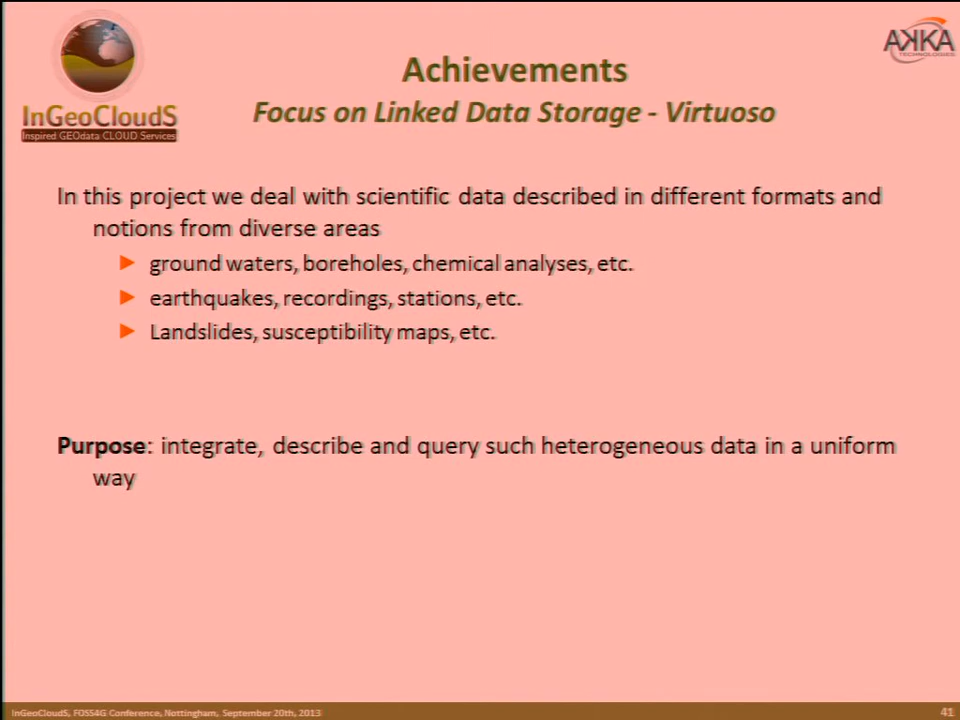 InGeoCloudS
Inspired GEOdata CLOUD Services
AKKA
TECHNOLOGIES
Achievements
Focus on Linked Data Storage - Virtuoso
In this project we deal with scientific data described in different formats and
notions from diverse areas
ground waters, boreholes, chemical analyses, etc.
earthquakes, recordings, stations, etc.
Landslides, susceptibility maps, etc.
Purpose: integrate, describe and query such heterogeneous data in a uniform
way
InGeoCloudS, FOSS4G Conference, Nottingham, September 20th, 2013
41